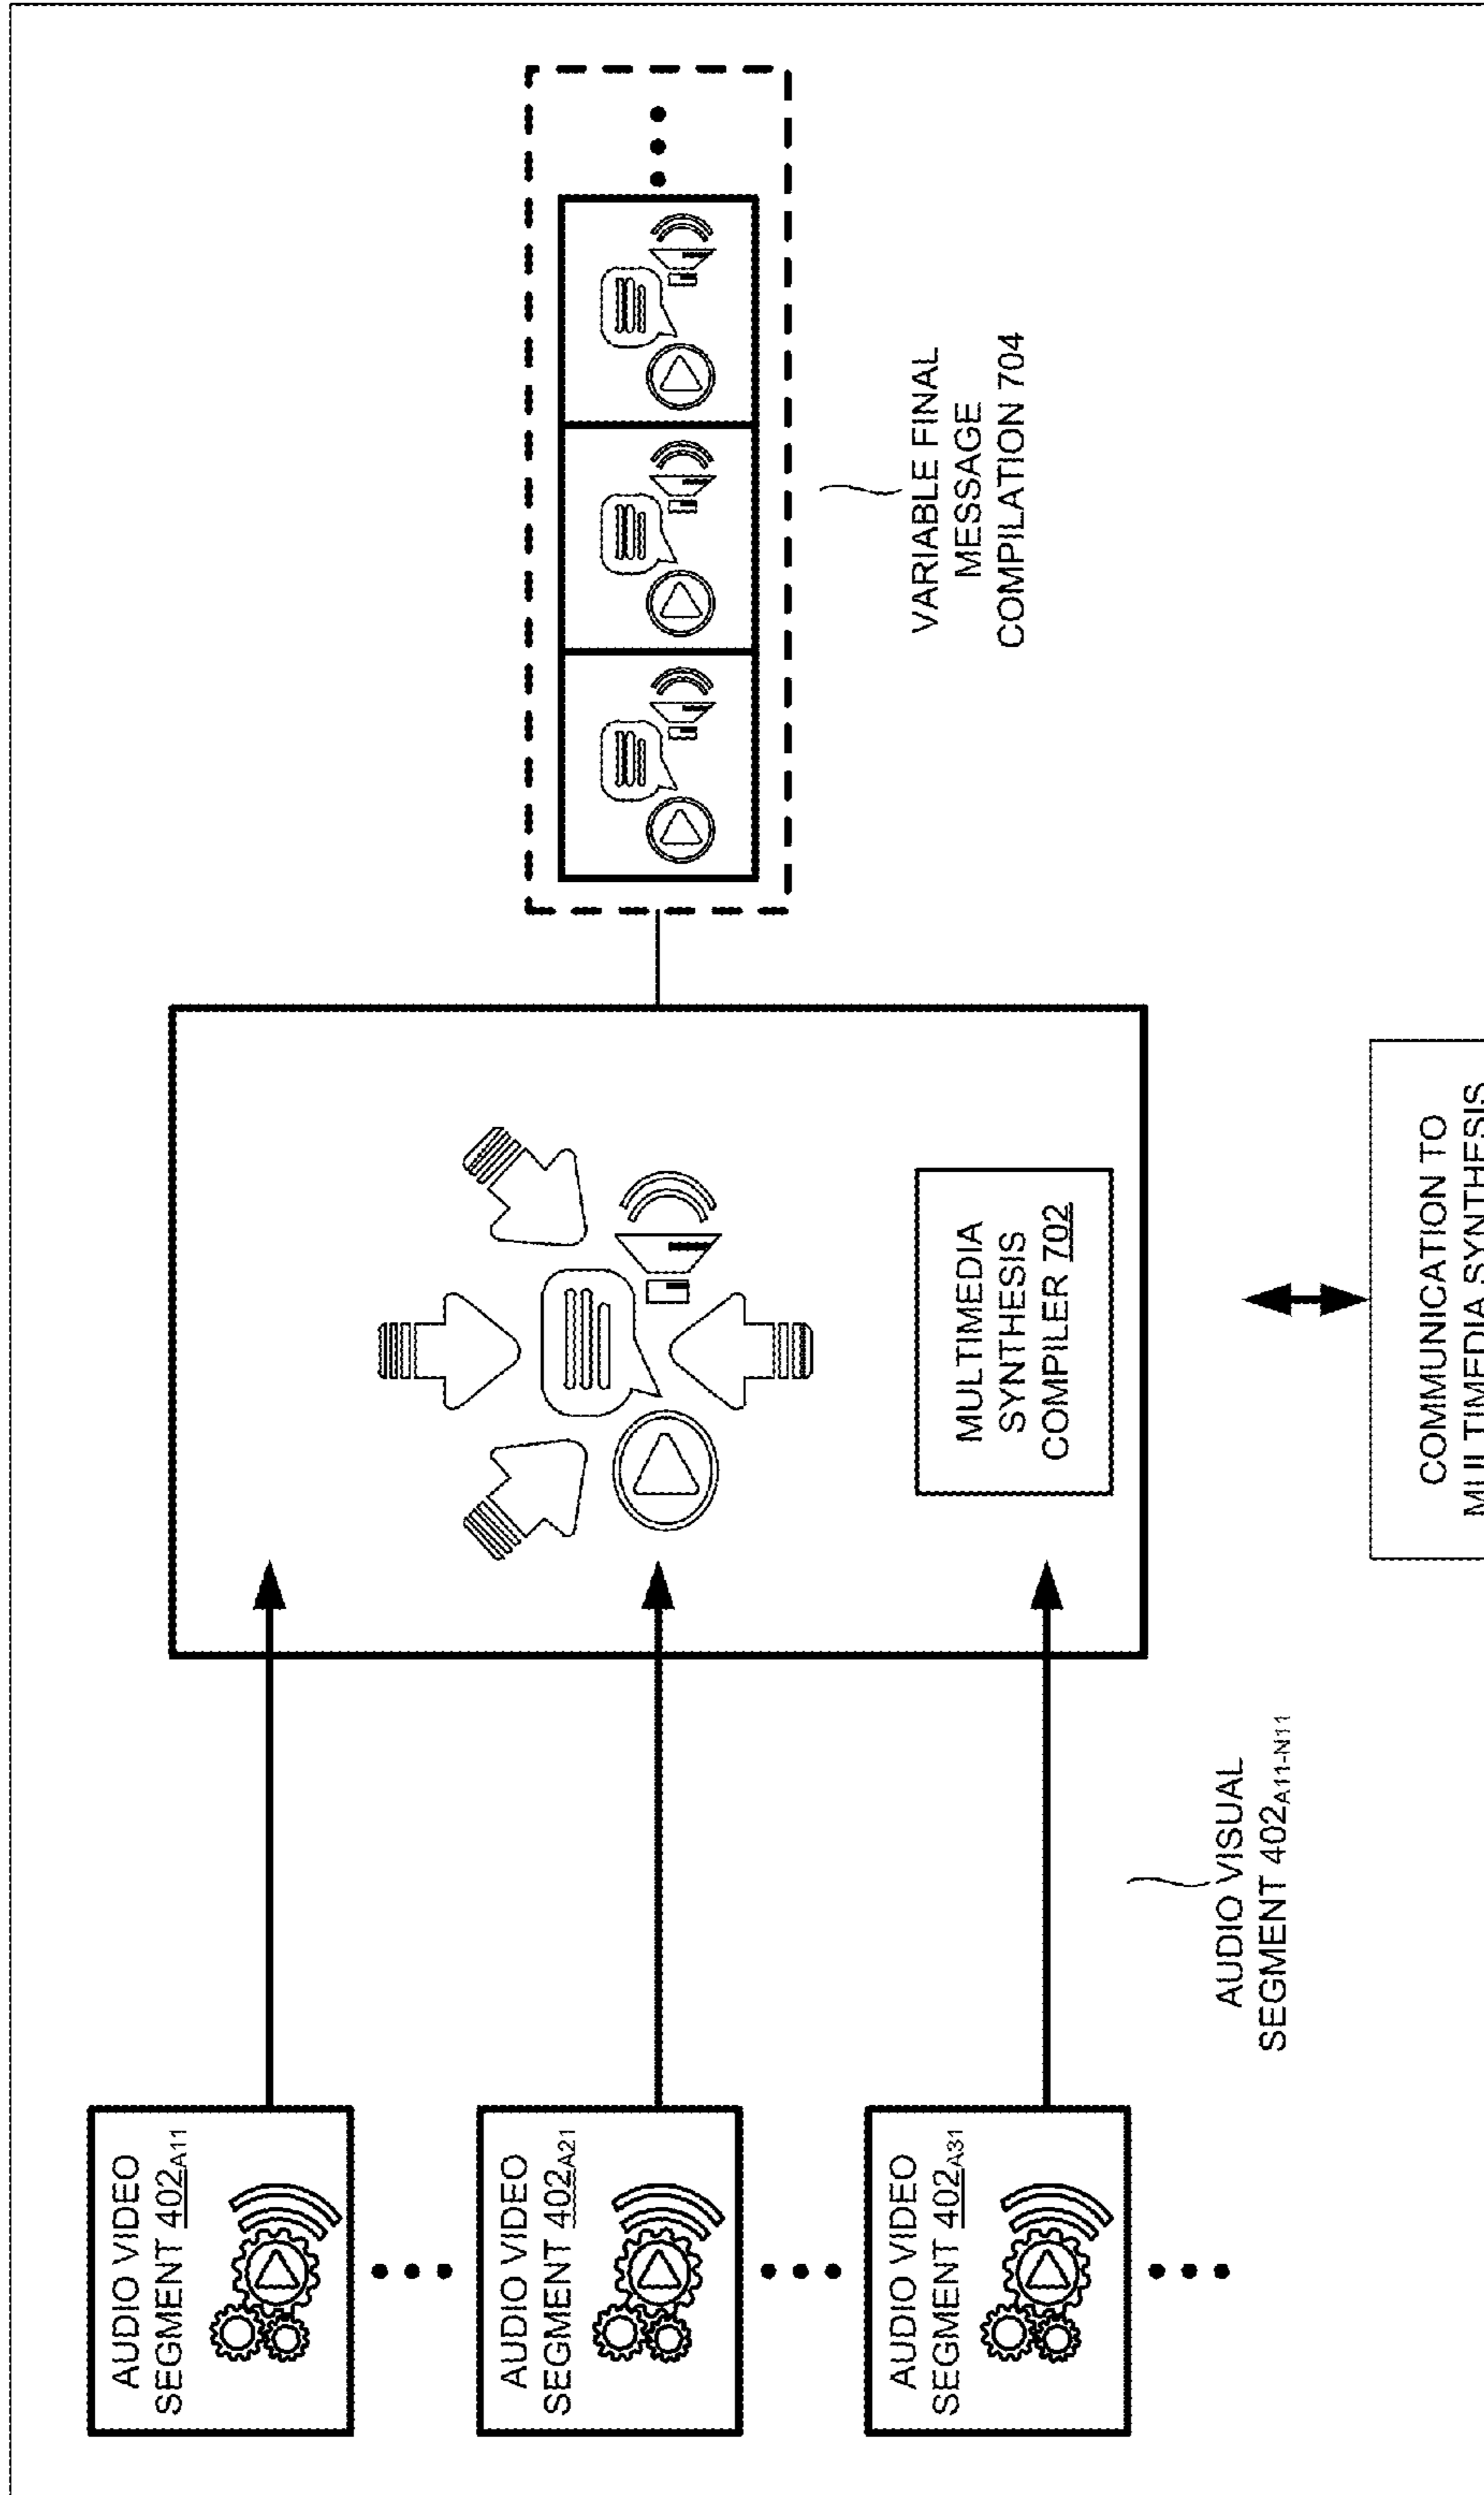 AUDIO VIDEO
SEGMENT 402A11
AUDIO VIDEO
SEGMENT 402A21
AUDIO VIDEO
SEGMENT 402A31
AUDIO VISUAL
SEGMENT 402A11-N11
MULTIMEDIA
SYNTHESIS
COMPILER 702
VARIABLE FINAL
MESSAGE
COMPILATION 704
COMMUNICATION TO
MULTIMEDIA SYNTHESIS